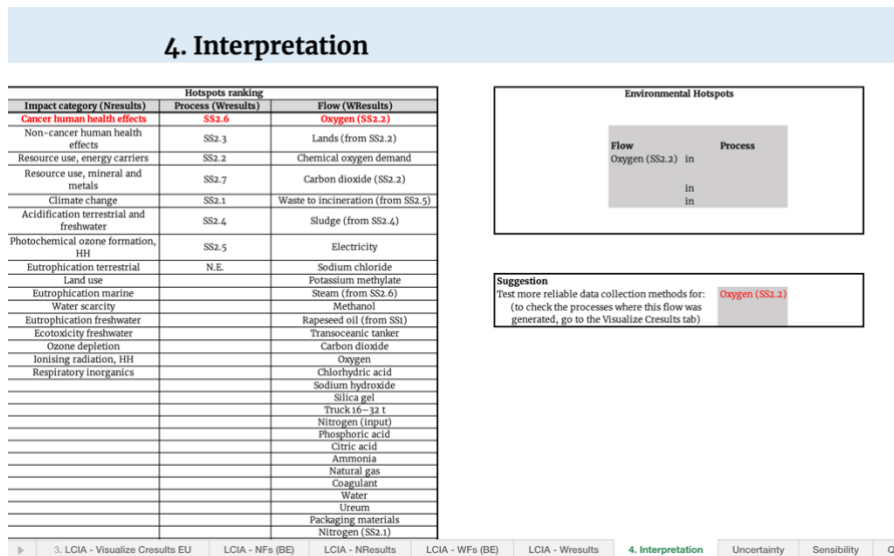 4. Interpretation
Hotspots ranking
Impact category (Nresults) Process (Wresults) Flow (WResults)
Cancer human health effects SS2.6 Oxygen (SS2.2)
Non-cancer human health
effects SS2.3 Lands (from SS2.2)
Resource use, energy carriers SS2.2 Chemical oxygen demand
Resource use, mineral and
metals SS2.7 Carbon dioxide (SS2.2)
Climate change SS2.1 Waste to incineration (from SS2.5)
Acidification terrestrial and
freshwater SS2.4 Sludge (from SS2.4)
Photochemical ozone formation,
HH SS2.5 Electricity
Eutrophication terrestrial N.E. Sodium chloride
Land use Potassium methylate
Eutrophication marine Steam (from SS2.6)
Water scarcity Methanol
Eutrophication freshwater Rapeseed oil (from SS1)
Ecotoxicity freshwater Transoceanic tanker
Ozone depletion Carbon dioxide
Ionising radiation, HH Oxygen
Respiratory inorganics Chlorhydric acid
Sodium hydroxide
Silica gel
Truck 16–32 t
Nitrogen (input)
Phosphoric acid
Citric acid
Ammonia
Natural gas
Coagulant
Water
Ureum
Packaging materials
Nitrogen (SS2.1)
Environmental Hotspots
Flow Process
Oxygen (SS2.2) in
in
in
Suggestion
Test more reliable data collection methods for: Oxygen (SS2.2)
(to check the processes where this flow was
generated, go to the Visualize Cresults tab)
3. LCIA - Visualize Cresults EU LCIA - NFs (BE) LCIA - NResults LCIA - WFs (BE) LCIA - Wresults 4. Interpretation Uncertainty Sensibility